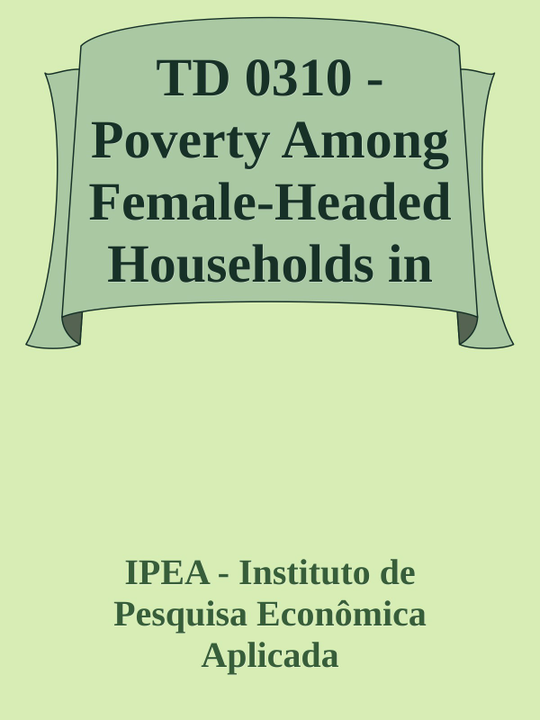 TD 0310 -
Poverty Among
Female-Headed
Households in
IPEA - Instituto de
Pesquisa Econômica
Aplicada